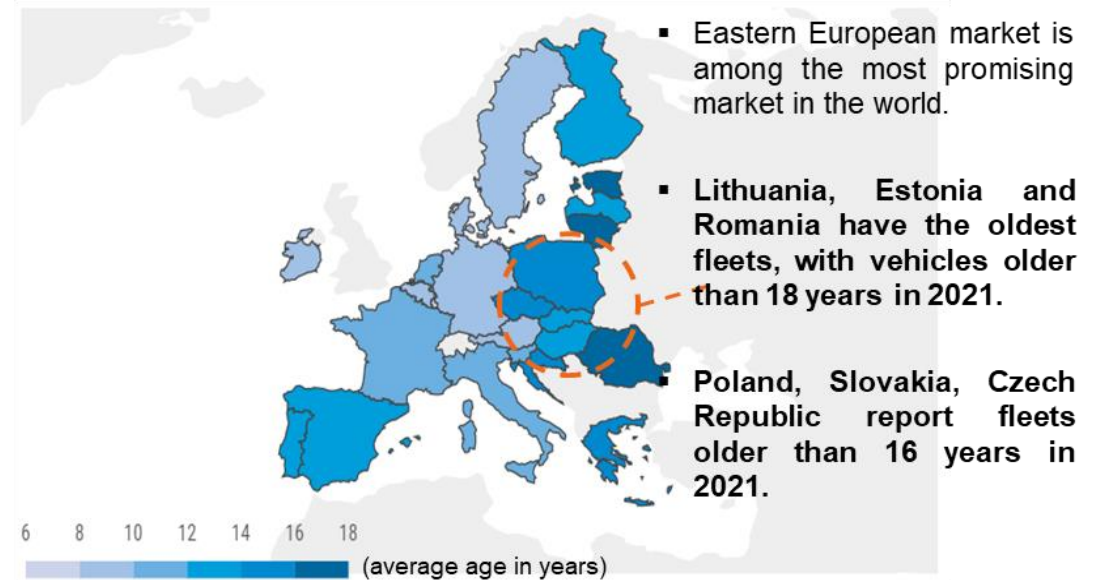 ▪ Eastern European market is
among the most promising
market in the world.
▪ Lithuania, Estonia and
Romania have the oldest
fleets, with vehicles older
than 18 years in 2021.
▪ Poland, Slovakia, Czech
Republic report fleets
older than 16 years in
2021.
6 8 10 12 14 16 18
(average age in years)